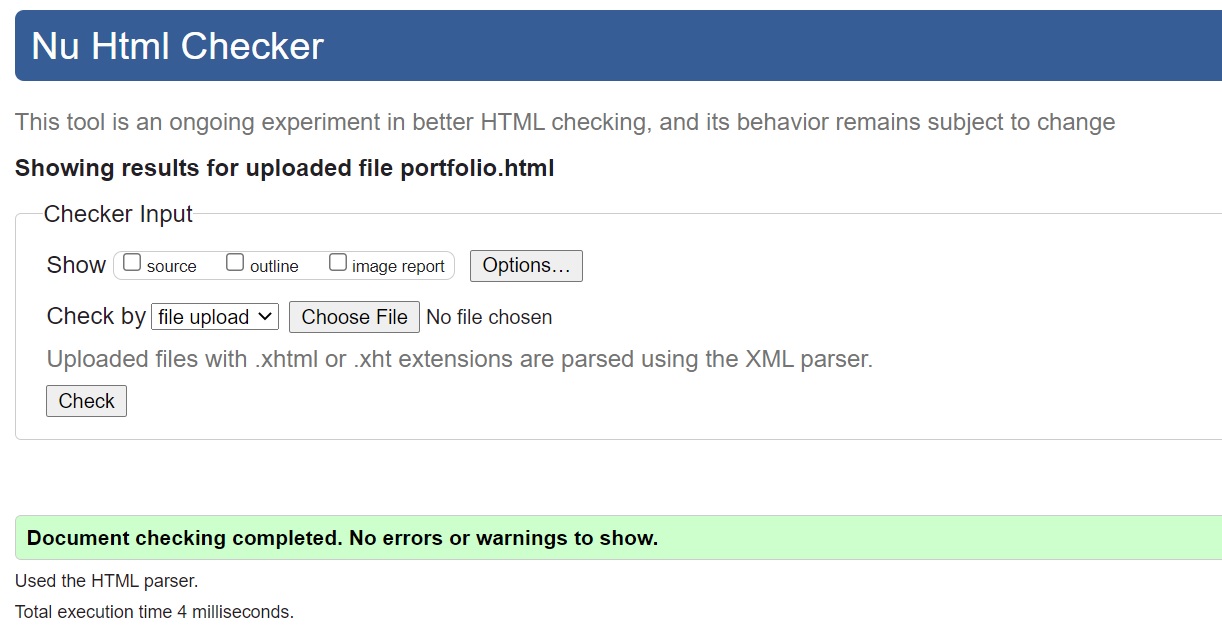 Nu Html Checker
This tool is an ongoing experiment in better HTML checking, and its behavior remains subject to change
Showing results for uploaded file portfolio.html
Checker Input
Show source outline image report Options...
Check by file upload Choose File No file chosen
Uploaded files with .xhtml or .xht extensions are parsed using the XML parser.
Check
Document checking completed. No errors or warnings to show.
Used the HTML parser.
Total execution time 4 milliseconds.